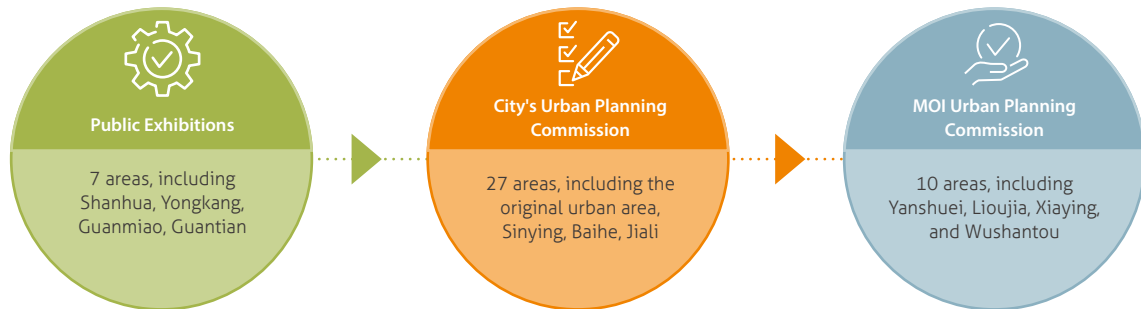 Public Exhibitions
7 areas, including
Shanhua, Yongkang,
Guanmiao, Guantian
City's Urban Planning
Commission
27 areas, including the
original urban area,
Sinying, Baihe, Jiali
MOI Urban Planning
Commission
10 areas, including
Yanshuei, Lioujia, Xiaying,
and Wushantou